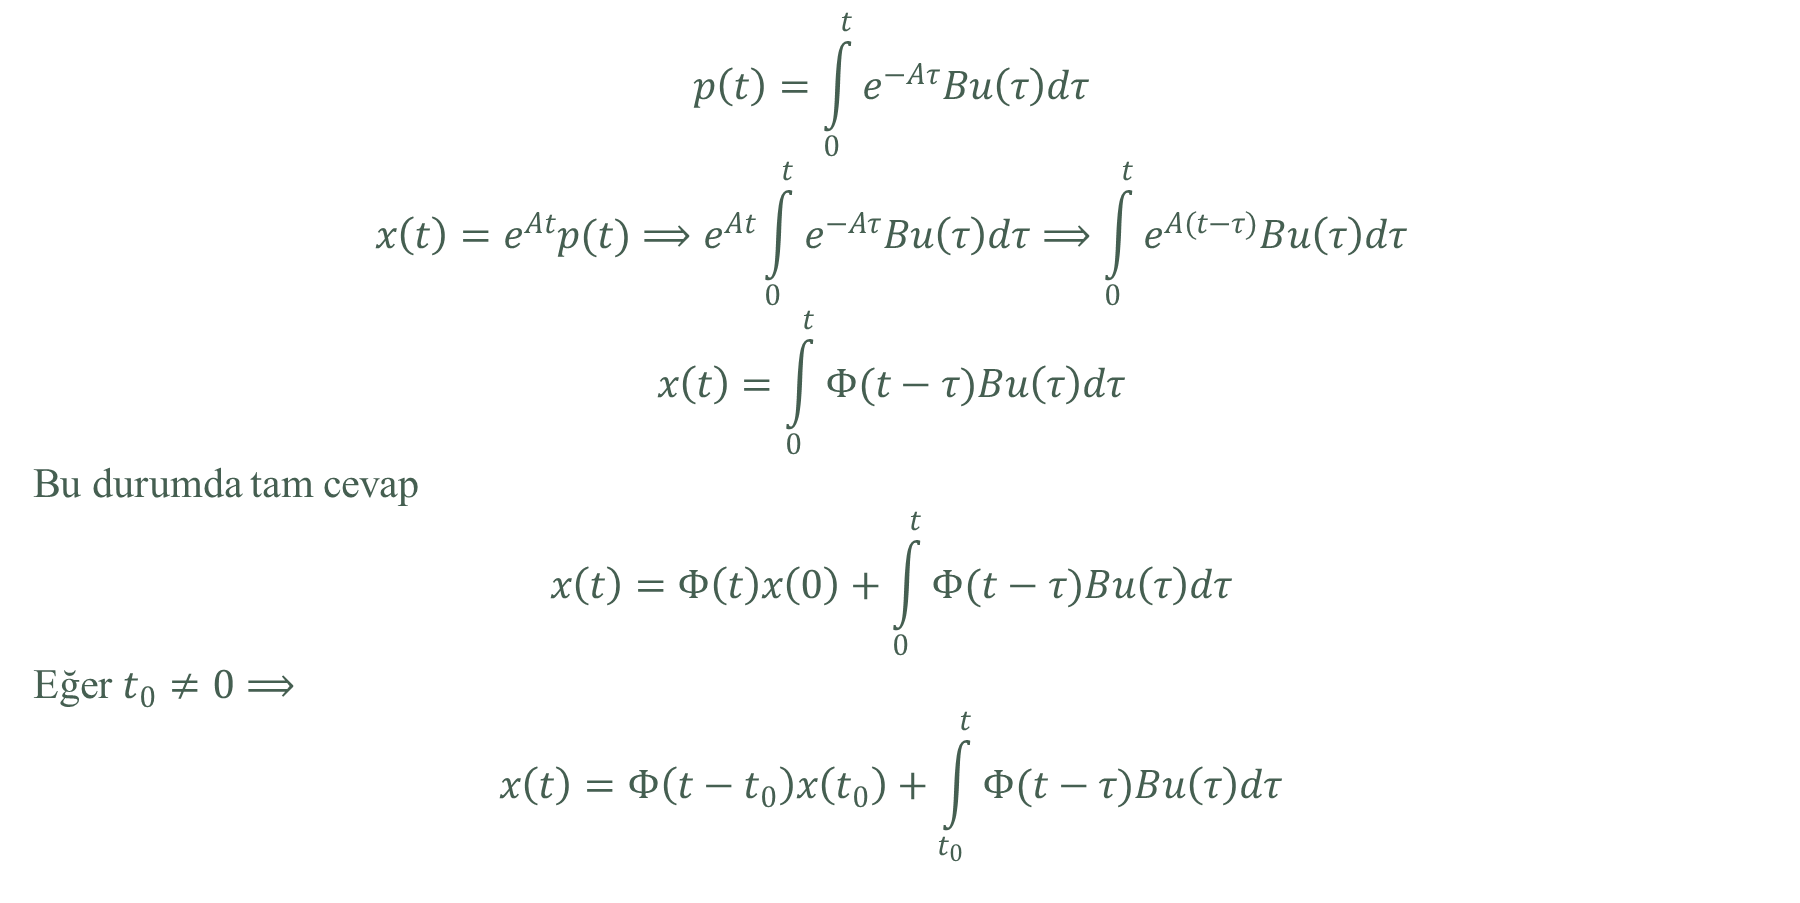 p(t) = ∫₀ᵗ e^{−Aτ}Bu(τ)dτ
x(t) = e^{At}p(t) ⟹ e^{At} ∫₀ᵗ e^{−Aτ}Bu(τ)dτ ⟹ ∫₀ᵗ e^{A(t−τ)}Bu(τ)dτ
x(t) = ∫₀ᵗ Φ(t − τ)Bu(τ)dτ
Bu durumda tam cevap
x(t) = Φ(t)x(0) + ∫₀ᵗ Φ(t − τ)Bu(τ)dτ
Eğer t₀ ≠ 0 ⟹
x(t) = Φ(t − t₀)x(t₀) + ∫_{t₀}^{t} Φ(t − τ)Bu(τ)dτ